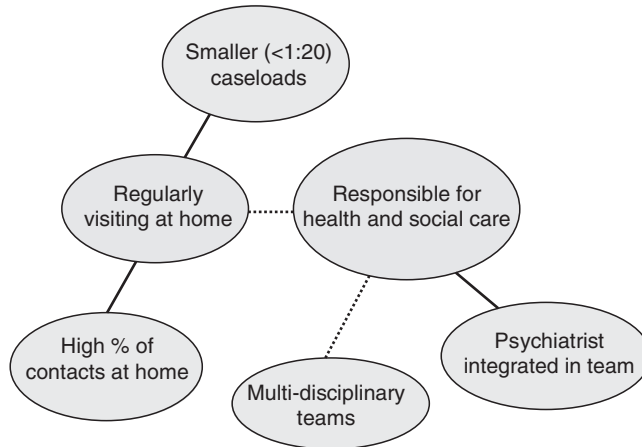 Smaller (<1:20)
caseloads
Regularly
visiting at home
Responsible for
health and social care
High % of
contacts at home
Multi-disciplinary
teams
Psychiatrist
integrated in team